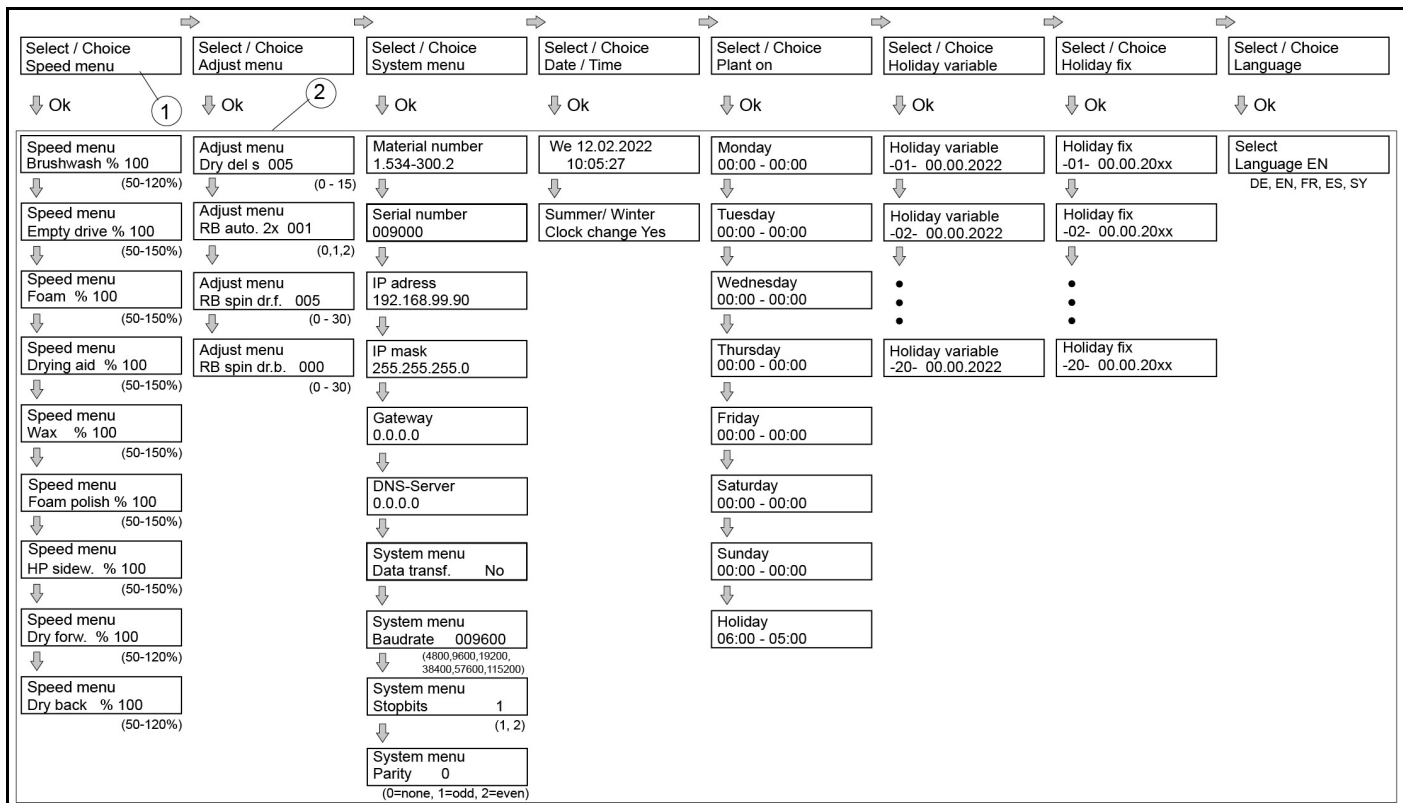 Select / Choice
Speed menu
Select / Choice
Adjust menu
Select / Choice
System menu
Select / Choice
Date / Time
Select / Choice
Plant on
Select / Choice
Holiday variable
Select / Choice
Holiday fix
Select / Choice
Language
Ok
1
Ok
2
Ok
Ok
Ok
Ok
Ok
Ok
Speed menu
Brushwash % 100
(50-120%)
Speed menu
Empty drive % 100
(50-150%)
Speed menu
Foam % 100
(50-150%)
Speed menu
Drying aid % 100
(50-150%)
Speed menu
Wax % 100
(50-150%)
Speed menu
Foam polish % 100
(50-150%)
Speed menu
HP sidew. % 100
(50-150%)
Speed menu
Dry forw. % 100
(50-120%)
Speed menu
Dry back % 100
(50-120%)
Adjust menu
Dry del s 005
(0 - 15)
Adjust menu
RB auto. 2x 001
(0,1,2)
Adjust menu
RB spin dr.f. 005
(0 - 30)
Adjust menu
RB spin dr.b. 000
(0 - 30)
Material number
1.534-300.2
Serial number
009000
IP adress
192.168.99.90
IP mask
255.255.255.0
Gateway
0.0.0.0
DNS-Server
0.0.0.0
System menu
Data transf. No
System menu
Baudrate 009600
(4800,9600,19200,
38400,57600,115200)
System menu
Stopbits 1
(1, 2)
System menu
Parity 0
(0=none, 1=odd, 2=even)
We 12.02.2022
10:05:27
Summer/ Winter
Clock change Yes
Monday
00:00 - 00:00
Tuesday
00:00 - 00:00
Wednesday
00:00 - 00:00
Thursday
00:00 - 00:00
Friday
00:00 - 00:00
Saturday
00:00 - 00:00
Sunday
00:00 - 00:00
Holiday
06:00 - 05:00
Holiday variable
-01- 00.00.2022
Holiday variable
-02- 00.00.2022
Holiday variable
-20- 00.00.2022
Holiday fix
-01- 00.00.20xx
Holiday fix
-02- 00.00.20xx
Holiday fix
-20- 00.00.20xx
Select
Language EN
DE, EN, FR, ES, SY